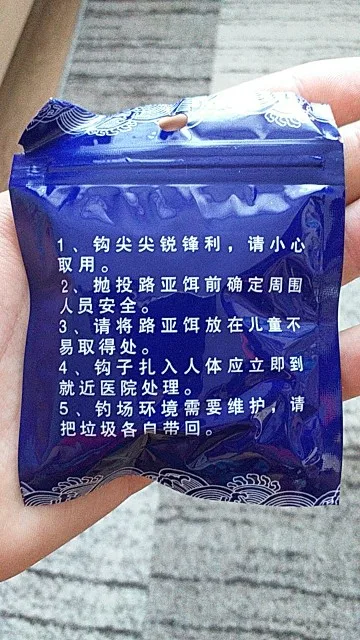 1、钩尖尖锐锋利，请小心
取用。
2、抛投路亚饵前确定周围
人员安全。
3、请将路亚饵放在儿童不
易取得处。
4、钩子扎入人体应立即到
就近医院处理。
5、钓场环境需要维护，请
把垃圾各自带回。